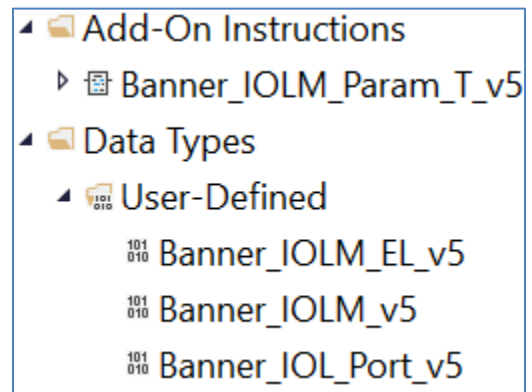 Add-On Instructions
Banner_IOLM_Param_T_v5
Data Types
User-Defined
Banner_IOLM_EL_v5
Banner_IOLM_v5
Banner_IOL_Port_v5